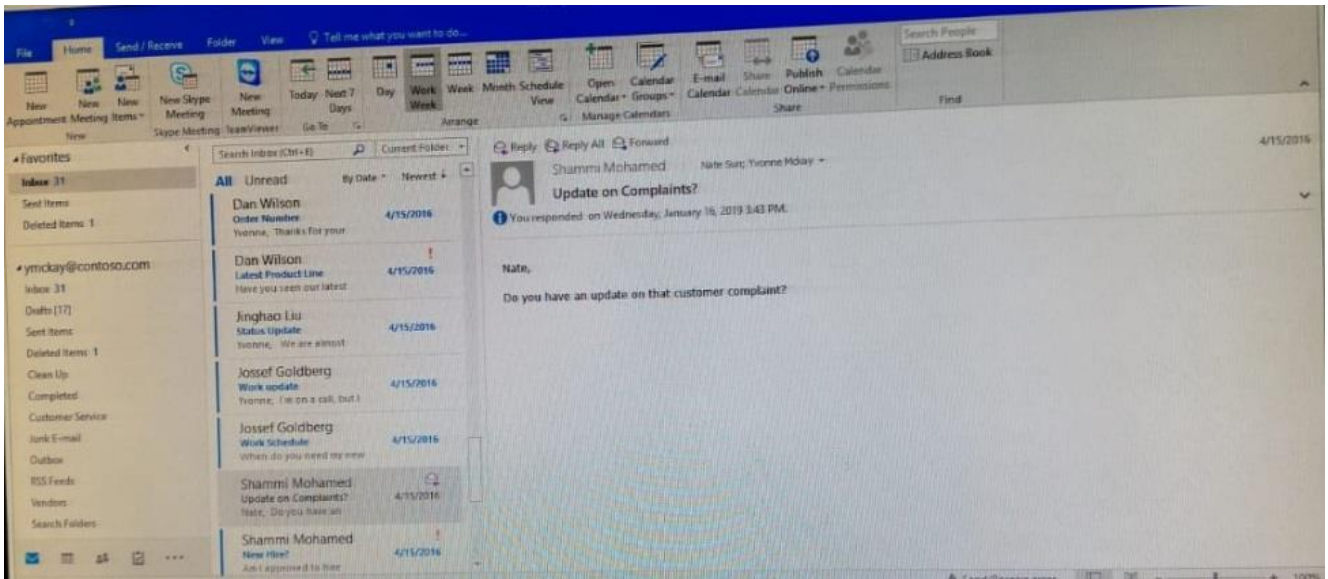 File Home Send / Receive Folder View Tell me what you want to do...
New Appointment
New Meeting
New Items
New Skype Meeting
New Meeting
Today
Next 7 Days
Day
Work Week
Week
Month
Schedule View
Open Calendar
Calendar Groups
E-mail Calendar
Share Calendar
Publish Online
Calendar Permissions
Search People
Address Book
New
Skype Meeting
TeamViewer
Go To
Arrange
Manage Calendars
Share
Find
Favorites
Inbox 31
Sent Items
Deleted Items 1
ymckay@contoso.com
Inbox 31
Drafts [17]
Sent Items
Deleted Items 1
Clean Up
Completed
Customer Service
Junk E-mail
Outbox
RSS Feeds
Vendors
Search Folders
Search Inbox (Ctrl+E) Current Folder
All Unread By Date Newest
Dan Wilson
Order Number 4/15/2016
Yvonne, Thanks for your
Dan Wilson !
Latest Product Line 4/15/2016
Have you seen our latest
Jinghao Liu
Status Update 4/15/2016
Yvonne, We are almost
Jossef Goldberg
Work update 4/15/2016
Yvonne, I'm on a call, but I
Jossef Goldberg
Work Schedule 4/15/2016
When do you need my new
Shammi Mohamed
Update on Complaints? 4/15/2016
Nate, Do you have an
Shammi Mohamed !
New Hire? 4/15/2016
Am I approved to hire
Reply Reply All Forward
4/15/2016
Shammi Mohamed Nate Sun; Yvonne Mckay
Update on Complaints?
You responded on Wednesday, January 16, 2019 3:43 PM.
Nate,
Do you have an update on that customer complaint?
100%